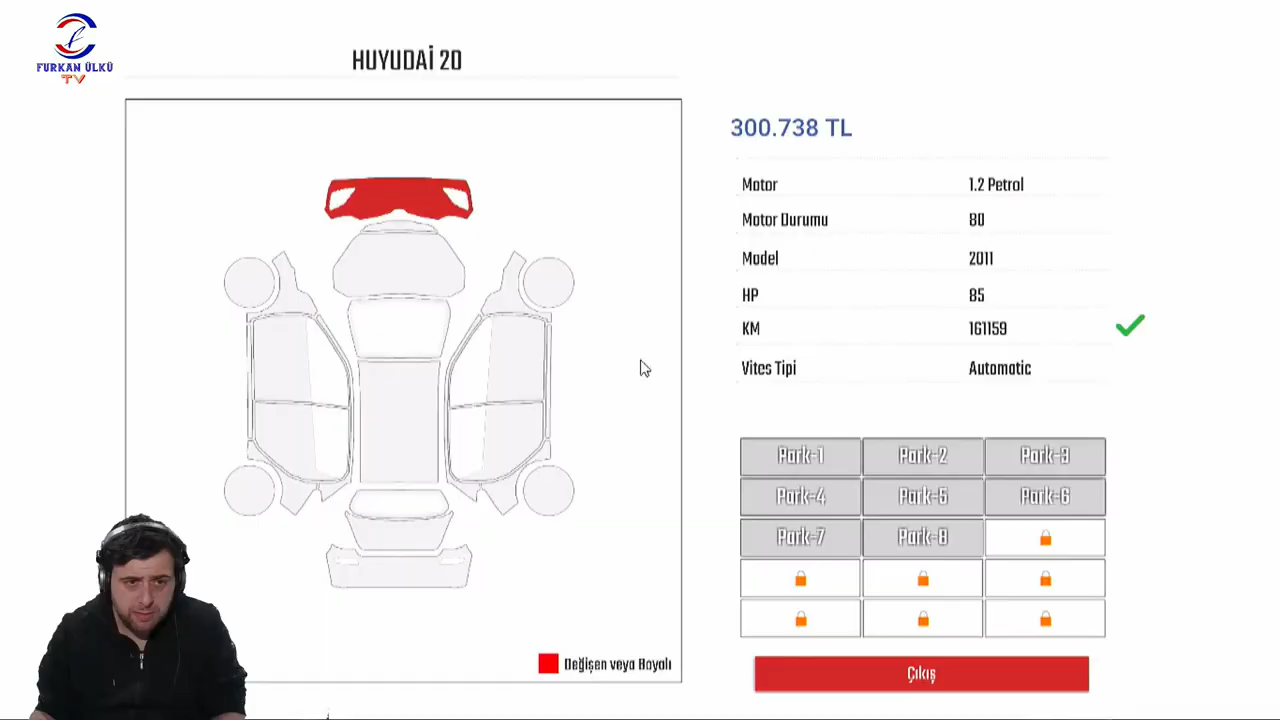 FURKAN ÜLKÜ
TV
HUYUDAİ 20
300.738 TL
Motor 1.2 Petrol
Motor Durumu 80
Model 2011
HP 85
KM 161159
Vites Tipi Automatic
Park-1 Park-2 Park-3
Park-4 Park-5 Park-6
Park-7 Park-8
Değişen veya Boyalı
Çıkış